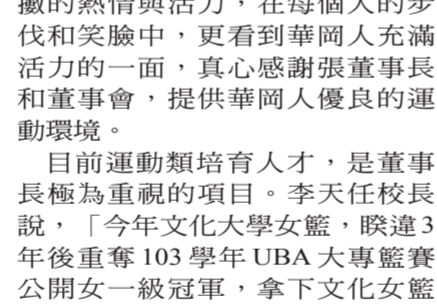 撒的熱情與活力，在每個人的步
伐和笑臉中，更看到華岡人充滿
活力的一面，真心感謝張董事長
和董事會，提供華岡人優良的運
動環境。
目前運動類培育人才，是董事
長極為重視的項目。李天任校長
說，「今年文化大學女籃，睽違3
年後重奪103學年UBA大專籃賽
公開女一級冠軍，拿下文化女籃